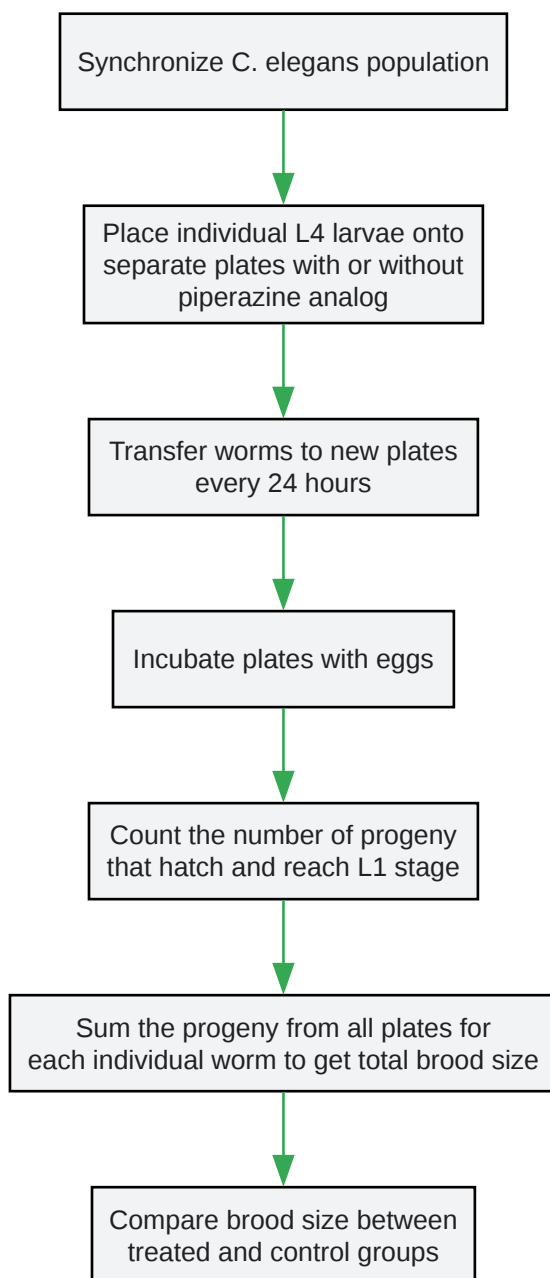 Synchronize C. elegans population
Place individual L4 larvae onto
separate plates with or without
piperazine analog
Transfer worms to new plates
every 24 hours
Incubate plates with eggs
Count the number of progeny
that hatch and reach L1 stage
Sum the progeny from all plates for
each individual worm to get total brood size
Compare brood size between
treated and control groups